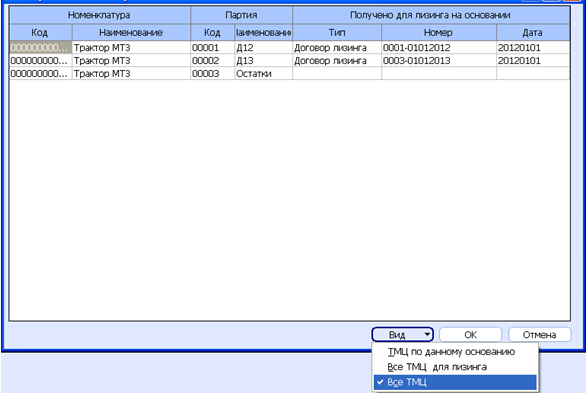 Номенклатура Партия Получено для лизинга на основании
Код Наименование Код Наименовани Тип Номер Дата
000000000... Трактор МТЗ 00001 Д12 Договор лизинга 0001-01012012 20120101
000000000... Трактор МТЗ 00002 Д13 Договор лизинга 0003-01012013 20120101
000000000... Трактор МТЗ 00003 Остатки
Вид ОК Отмена
ТМЦ по данному основанию
Все ТМЦ для лизинга
Все ТМЦ